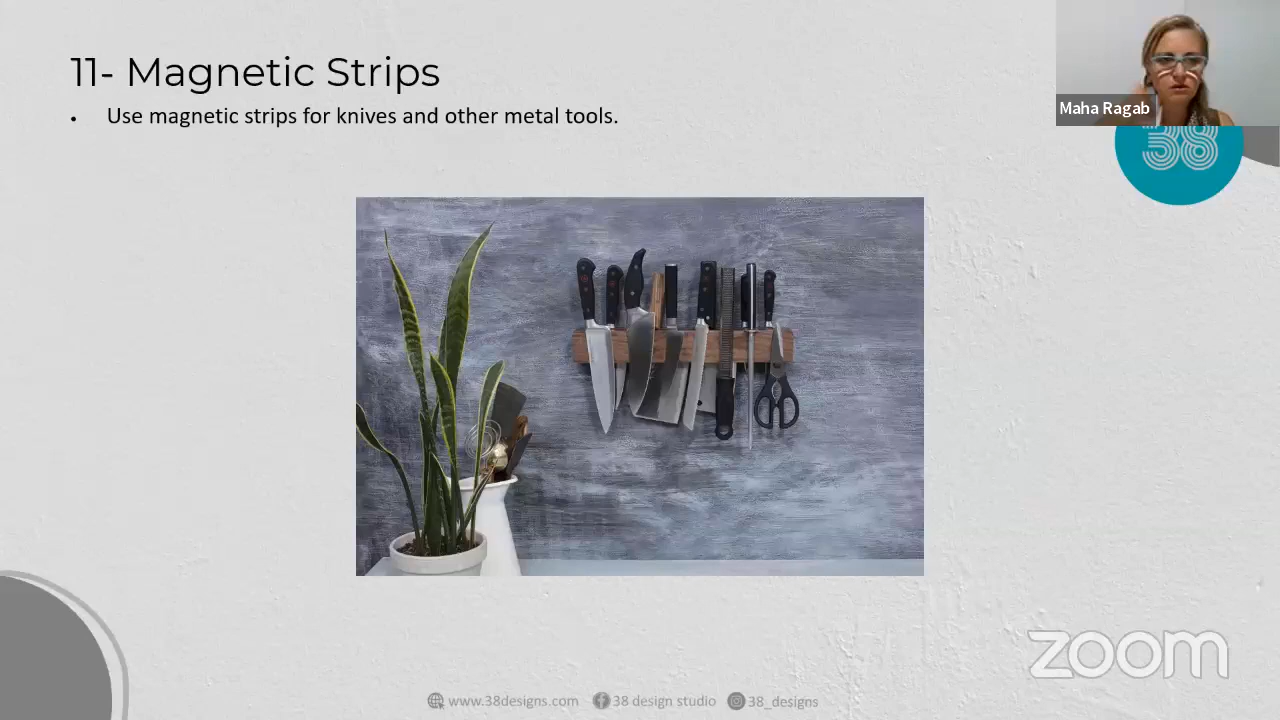 11- Magnetic Strips
• Use magnetic strips for knives and other metal tools.
Maha Ragab
38
zoom
www.38designs.com 38 design studio 38_designs